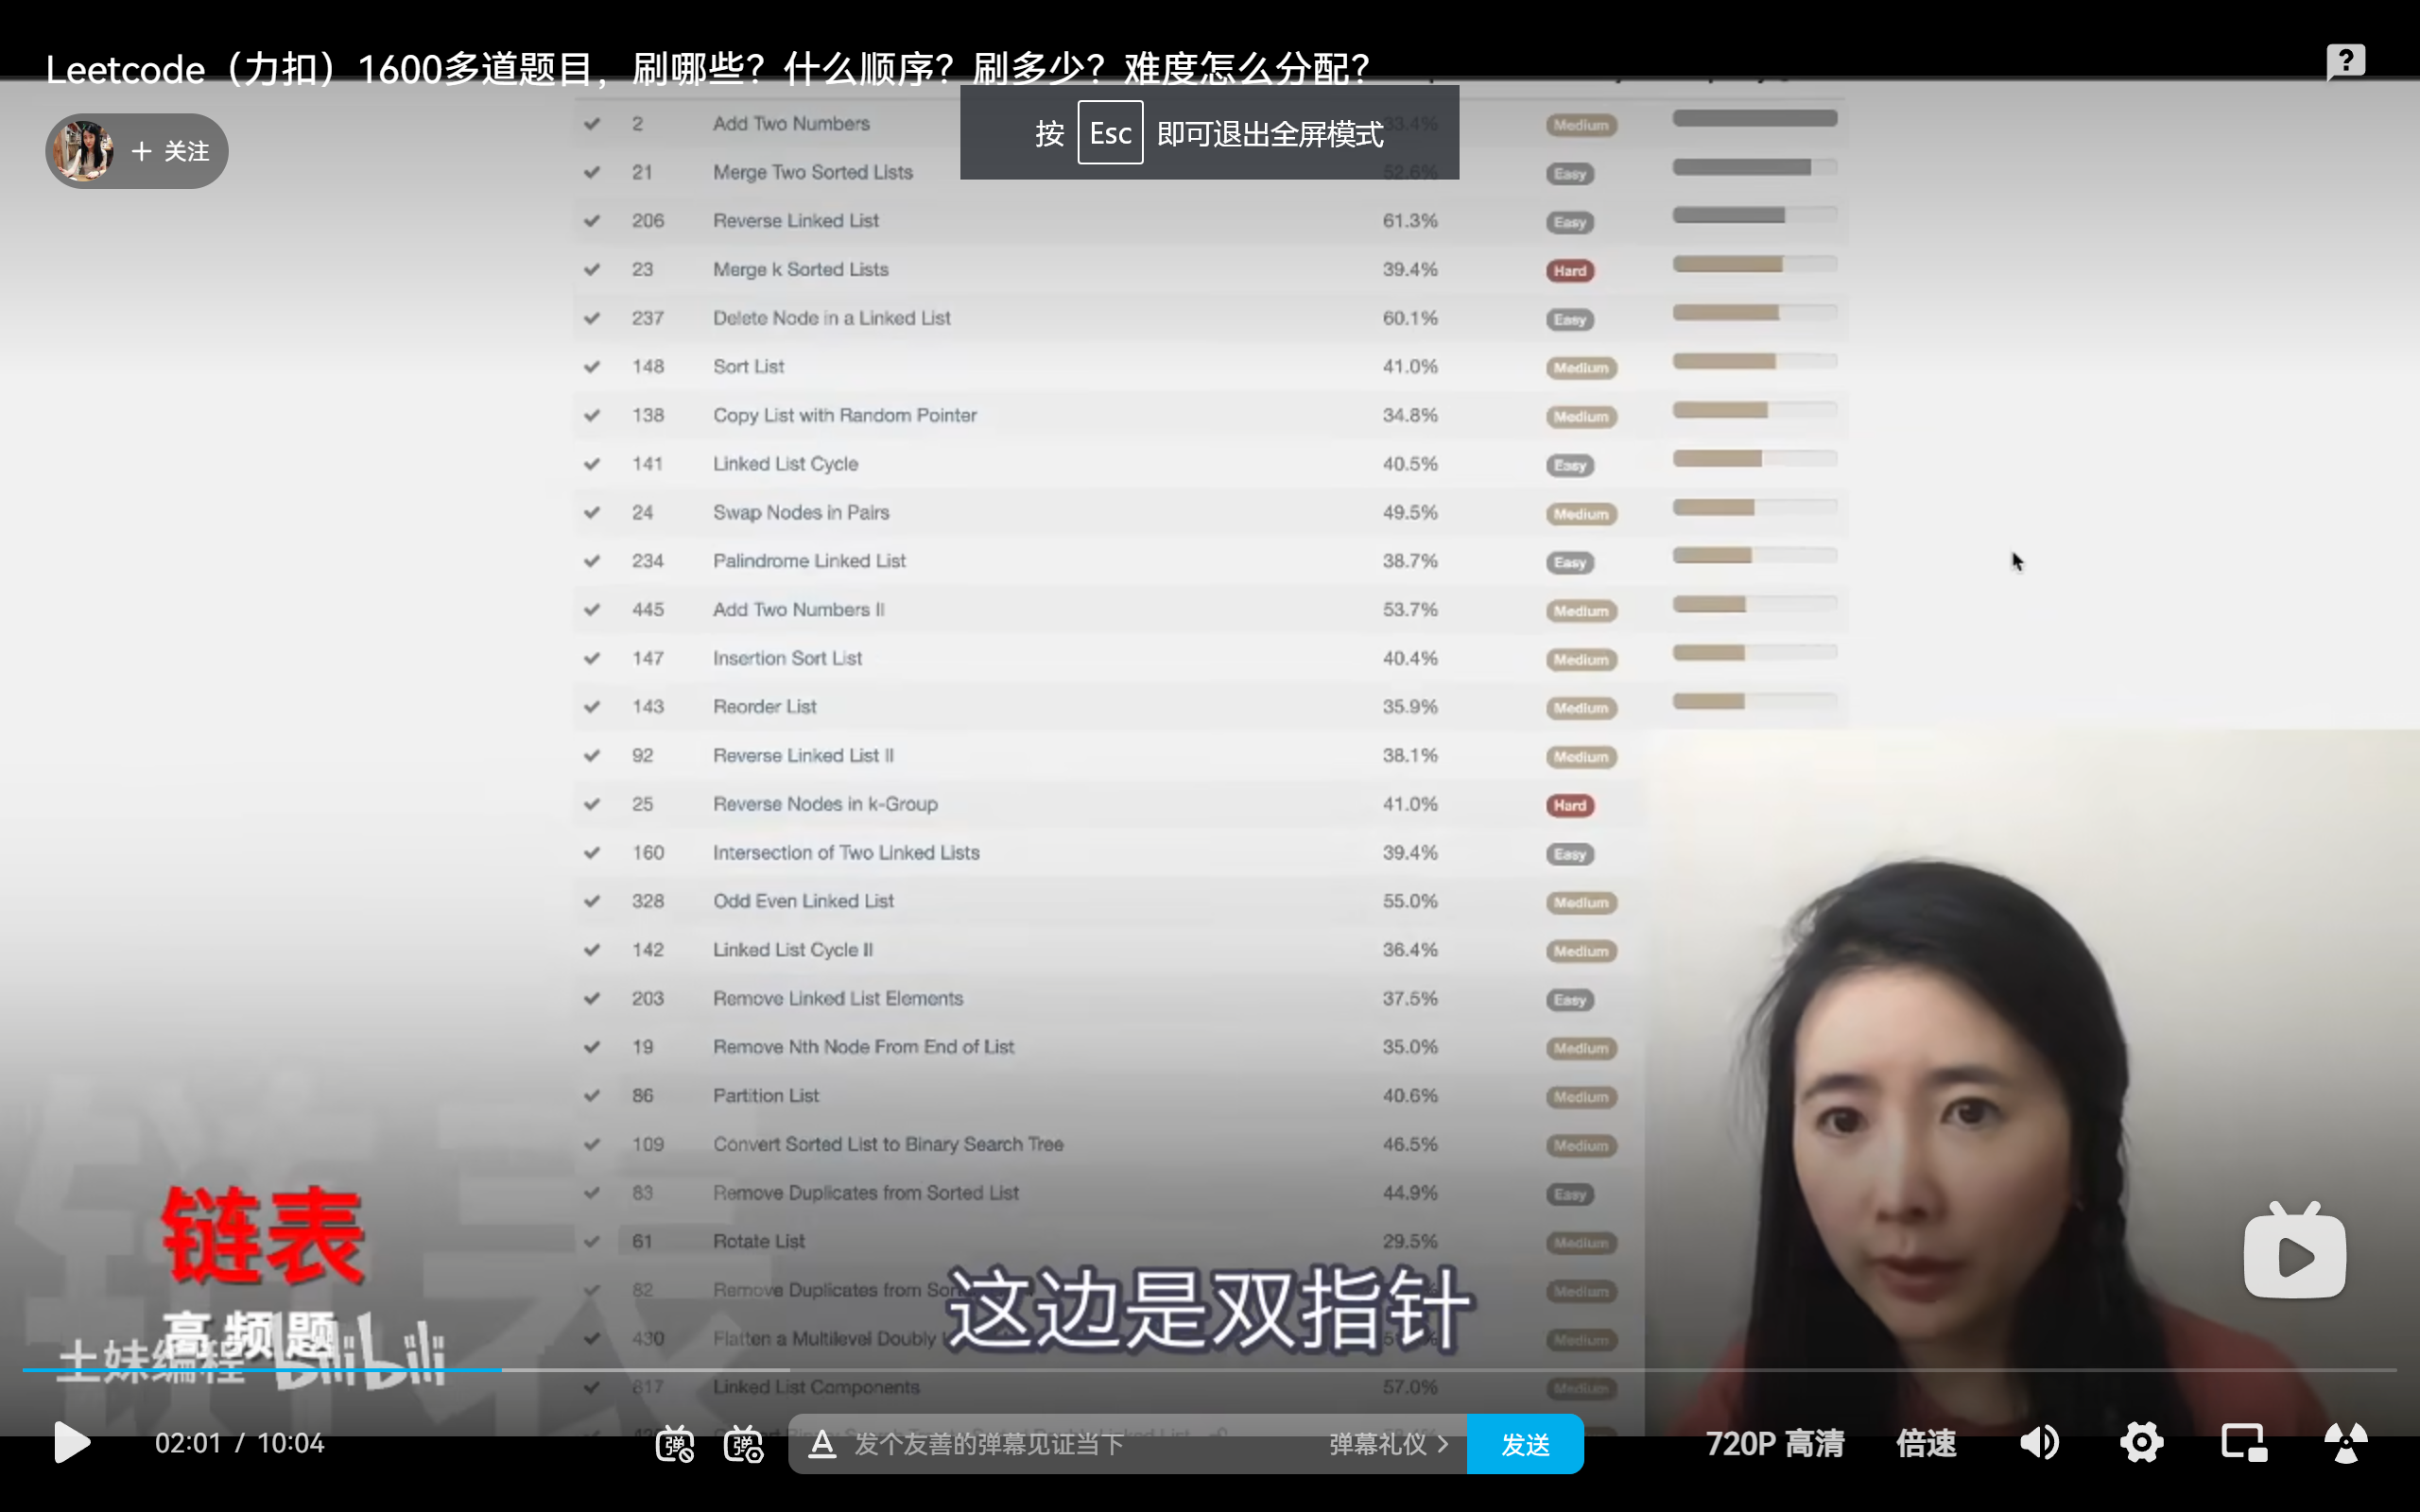 Leetcode（力扣）1600多道题目，刷哪些？什么顺序？刷多少？难度怎么分配？
+ 关注
按 Esc 即可退出全屏模式
2 Add Two Numbers 33.4% Medium
21 Merge Two Sorted Lists 52.6% Easy
206 Reverse Linked List 61.3% Easy
23 Merge k Sorted Lists 39.4% Hard
237 Delete Node in a Linked List 60.1% Easy
148 Sort List 41.0% Medium
138 Copy List with Random Pointer 34.8% Medium
141 Linked List Cycle 40.5% Easy
24 Swap Nodes in Pairs 49.5% Medium
234 Palindrome Linked List 38.7% Easy
445 Add Two Numbers II 53.7% Medium
147 Insertion Sort List 40.4% Medium
143 Reorder List 35.9% Medium
92 Reverse Linked List II 38.1% Medium
25 Reverse Nodes in k-Group 41.0% Hard
160 Intersection of Two Linked Lists 39.4% Easy
328 Odd Even Linked List 55.0% Medium
142 Linked List Cycle II 36.4% Medium
203 Remove Linked List Elements 37.5% Easy
19 Remove Nth Node From End of List 35.0% Medium
86 Partition List 40.6% Medium
109 Convert Sorted List to Binary Search Tree 46.5% Medium
83 Remove Duplicates from Sorted List 44.9% Easy
61 Rotate List 29.5% Medium
82 Remove Duplicates from Medium
430 Flatten a Multilevel Doubly Medium
817 Linked List Components 57.0% Medium
链表
高频题
这边是双指针
土妹编程 bilibili
02:01 / 10:04
弹 弹
A 发个友善的弹幕见证当下
弹幕礼仪 >
发送
720P 高清
倍速